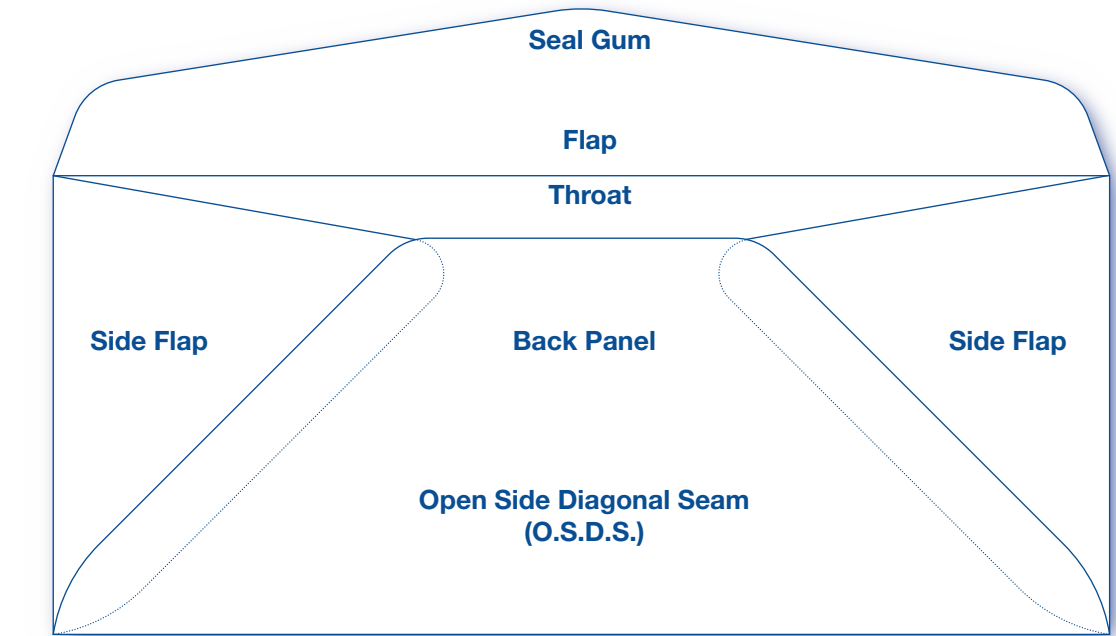 Seal Gum
Flap
Throat
Side Flap
Back Panel
Side Flap
Open Side Diagonal Seam
(O.S.D.S.)